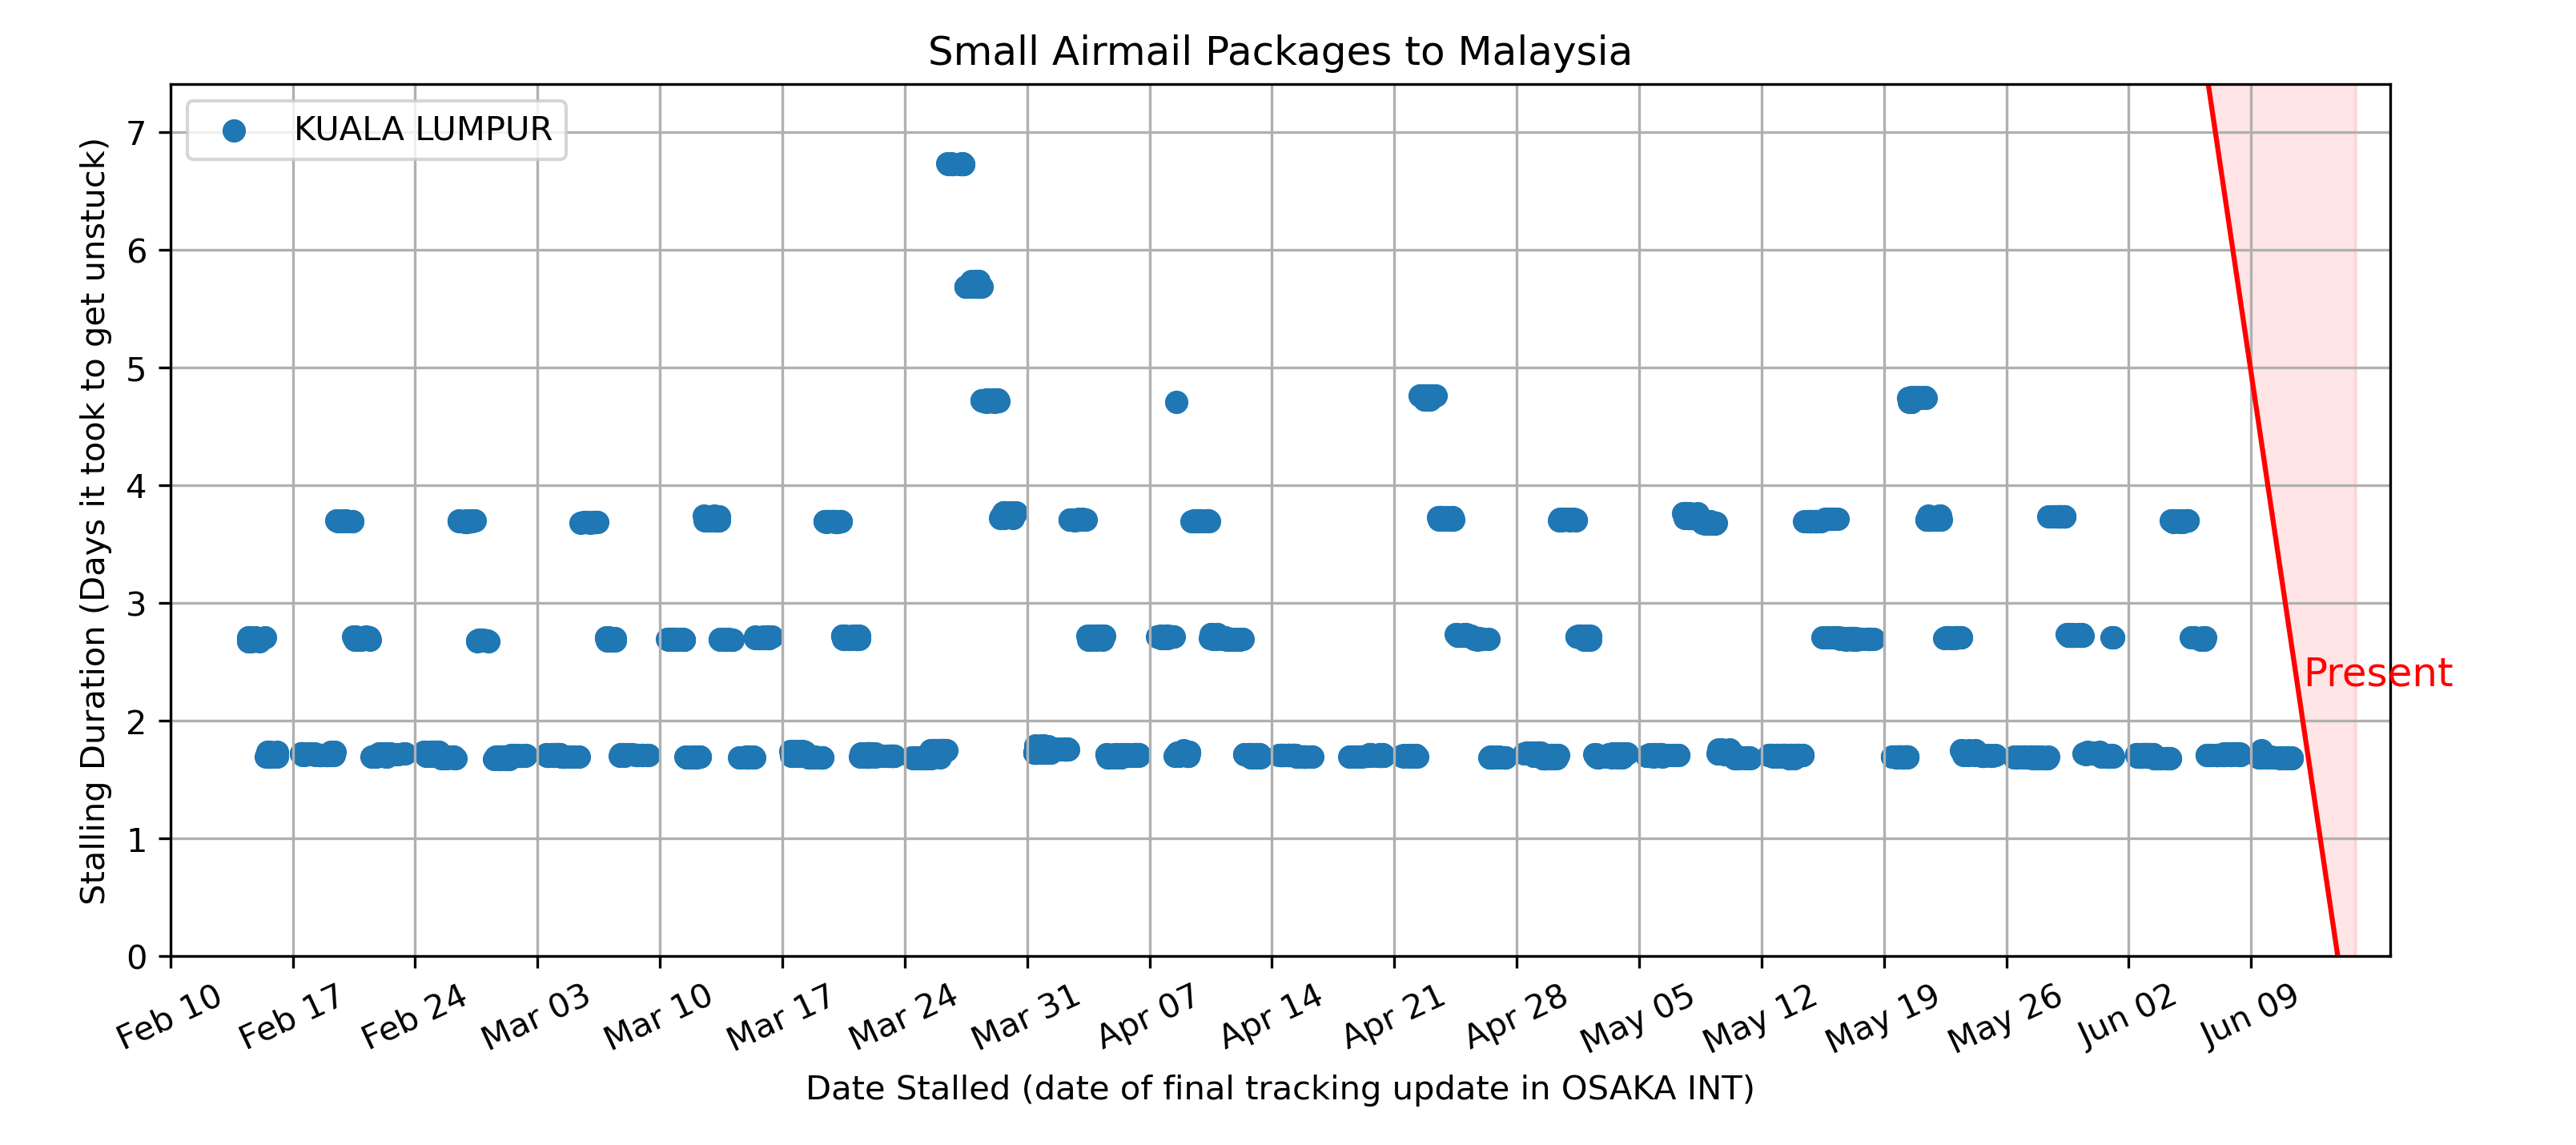 Small Airmail Packages to Malaysia
KUALA LUMPUR
Stalling Duration (Days it took to get unstuck)
7
6
5
4
3
2
1
0
Present
Feb 10
Feb 17
Feb 24
Mar 03
Mar 10
Mar 17
Mar 24
Mar 31
Apr 07
Apr 14
Apr 21
Apr 28
May 05
May 12
May 19
May 26
Jun 02
Jun 09
Date Stalled (date of final tracking update in OSAKA INT)